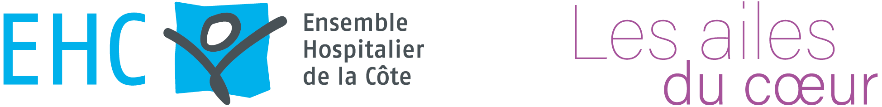 EHC
Ensemble
Hospitalier
de la Côte
Les ailes
du cœur